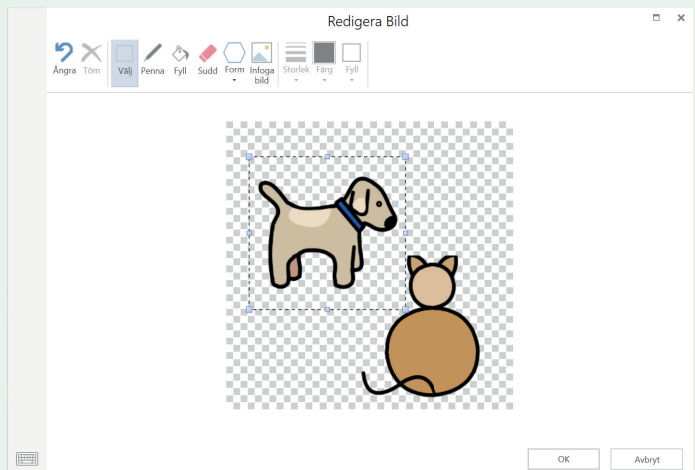 Redigera Bild
Ångra Töm Välj Penna Fyll Sudd Form Infoga bild Storlek Färg Fyll
OK Avbryt